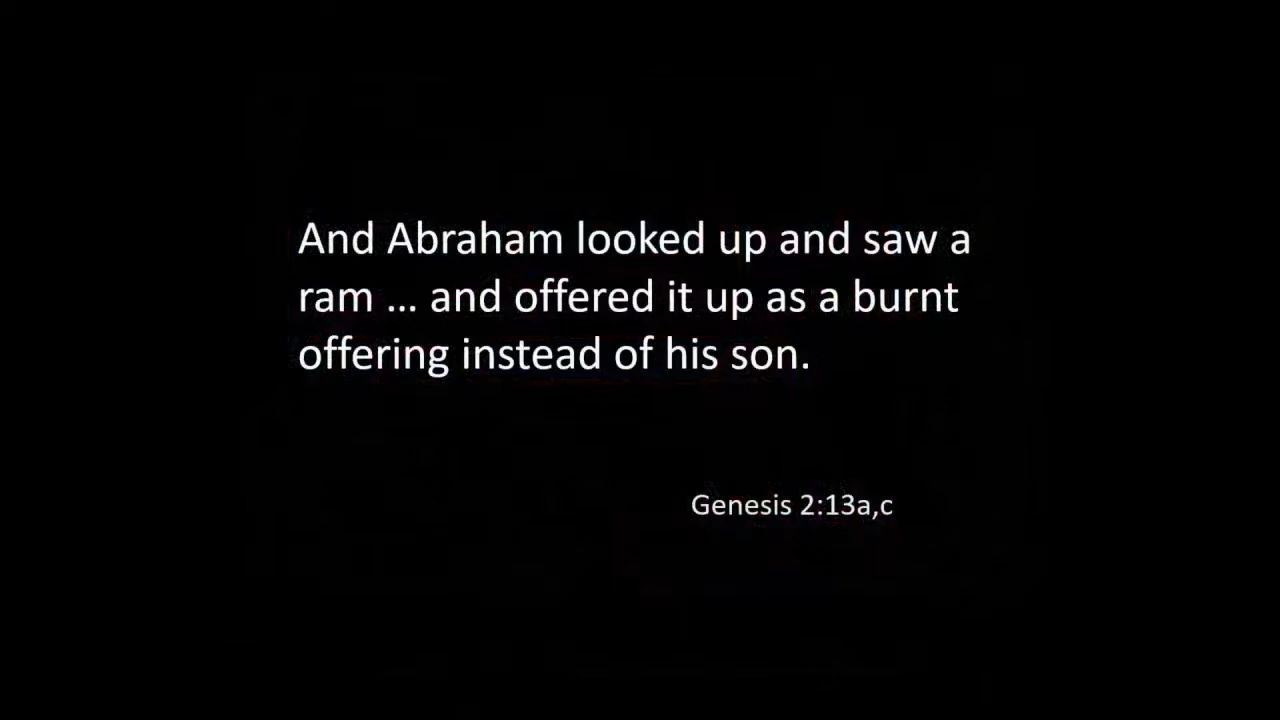 And Abraham looked up and saw a
ram … and offered it up as a burnt
offering instead of his son.
Genesis 2:13a,c